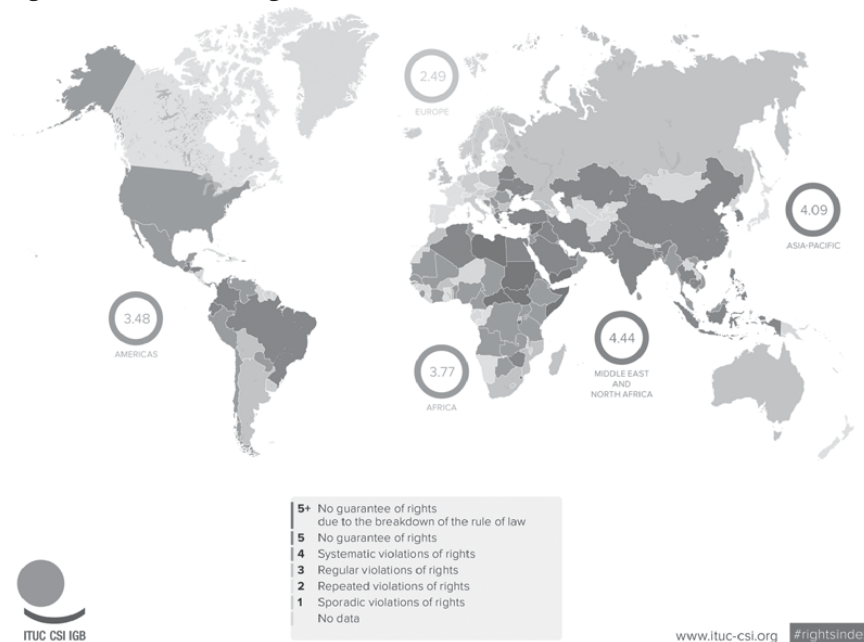 2.49
EUROPE
4.09
ASIA-PACIFIC
3.48
AMERICAS
4.44
MIDDLE EAST
AND
NORTH AFRICA
3.77
AFRICA
5+ No guarantee of rights
due to the breakdown of the rule of law
5 No guarantee of rights
4 Systematic violations of rights
3 Regular violations of rights
2 Repeated violations of rights
1 Sporadic violations of rights
No data
ITUC CSI IGB
www.ituc-csi.org #rightsinde